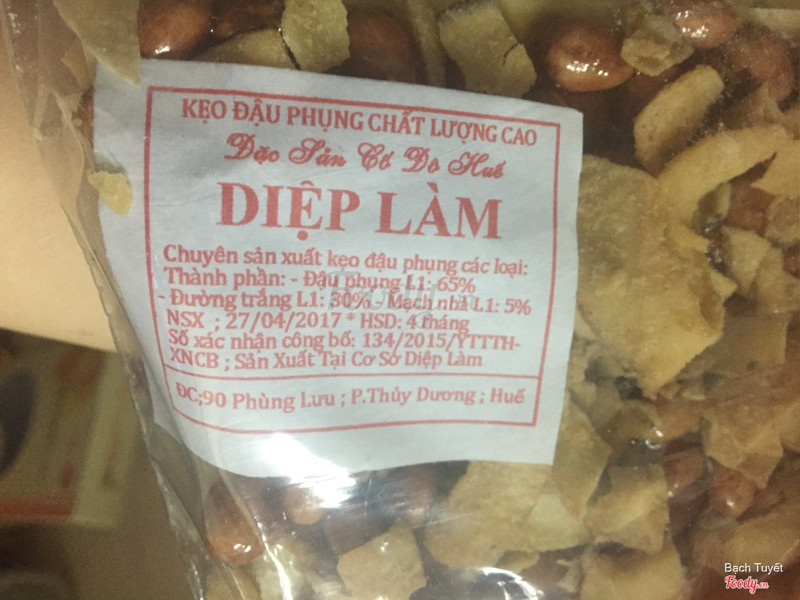 KẸO ĐẬU PHỤNG CHẤT LƯỢNG CAO
Đặc Sản Cố Đô Huế
DIỆP LÀM
Chuyên sản xuất kẹo đậu phụng các loại:
Thành phần: - Đậu phụng L1: 65%
- Đường trắng L1: 30% - Mạch nha L1: 5%
NSX ; 27/04/2017 * HSD: 4 tháng
Số xác nhận công bố: 134/2015/YTTTH-
XNCB ; Sản Xuất Tại Cơ Sở Diệp Làm
ĐC;90 Phùng Lưu ; P.Thủy Dương ; Huế
Bạch Tuyết
Foody.vn